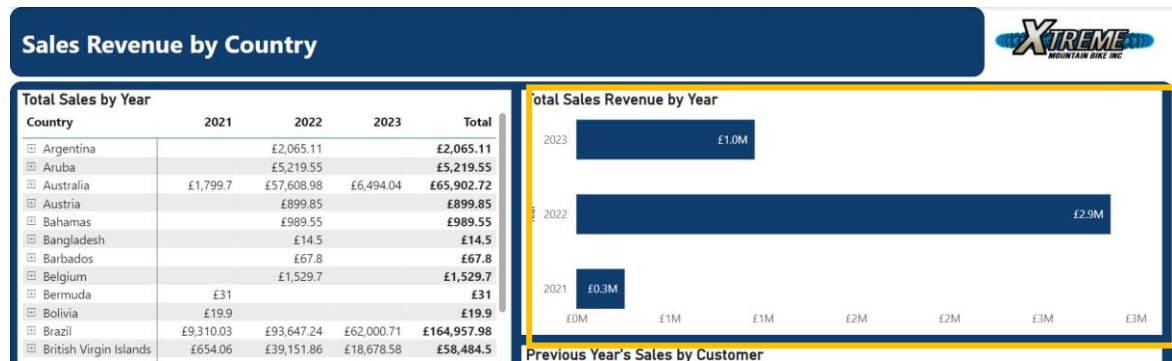 Sales Revenue by Country
XTREME
MOUNTAIN BIKE INC
Total Sales by Year
Country 2021 2022 2023 Total
Argentina £2,065.11 £2,065.11
Aruba £5,219.55 £5,219.55
Australia £1,799.7 £57,608.98 £6,494.04 £65,902.72
Austria £899.85 £899.85
Bahamas £989.55 £989.55
Bangladesh £14.5 £14.5
Barbados £67.8 £67.8
Belgium £1,529.7 £1,529.7
Bermuda £31 £31
Bolivia £19.9 £19.9
Brazil £9,310.03 £93,647.24 £62,000.71 £164,957.98
British Virgin Islands £654.06 £39,151.86 £18,678.58 £58,484.5
Total Sales Revenue by Year
2023 £1.0M
2022 £2.9M
2021 £0.3M
£0M £1M £1M £2M £2M £3M £3M
Previous Year's Sales by Customer